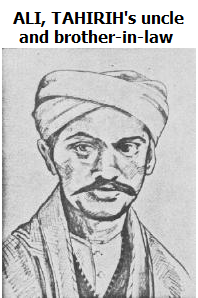 ALI, TAHIRIH's uncle
and brother-in-law